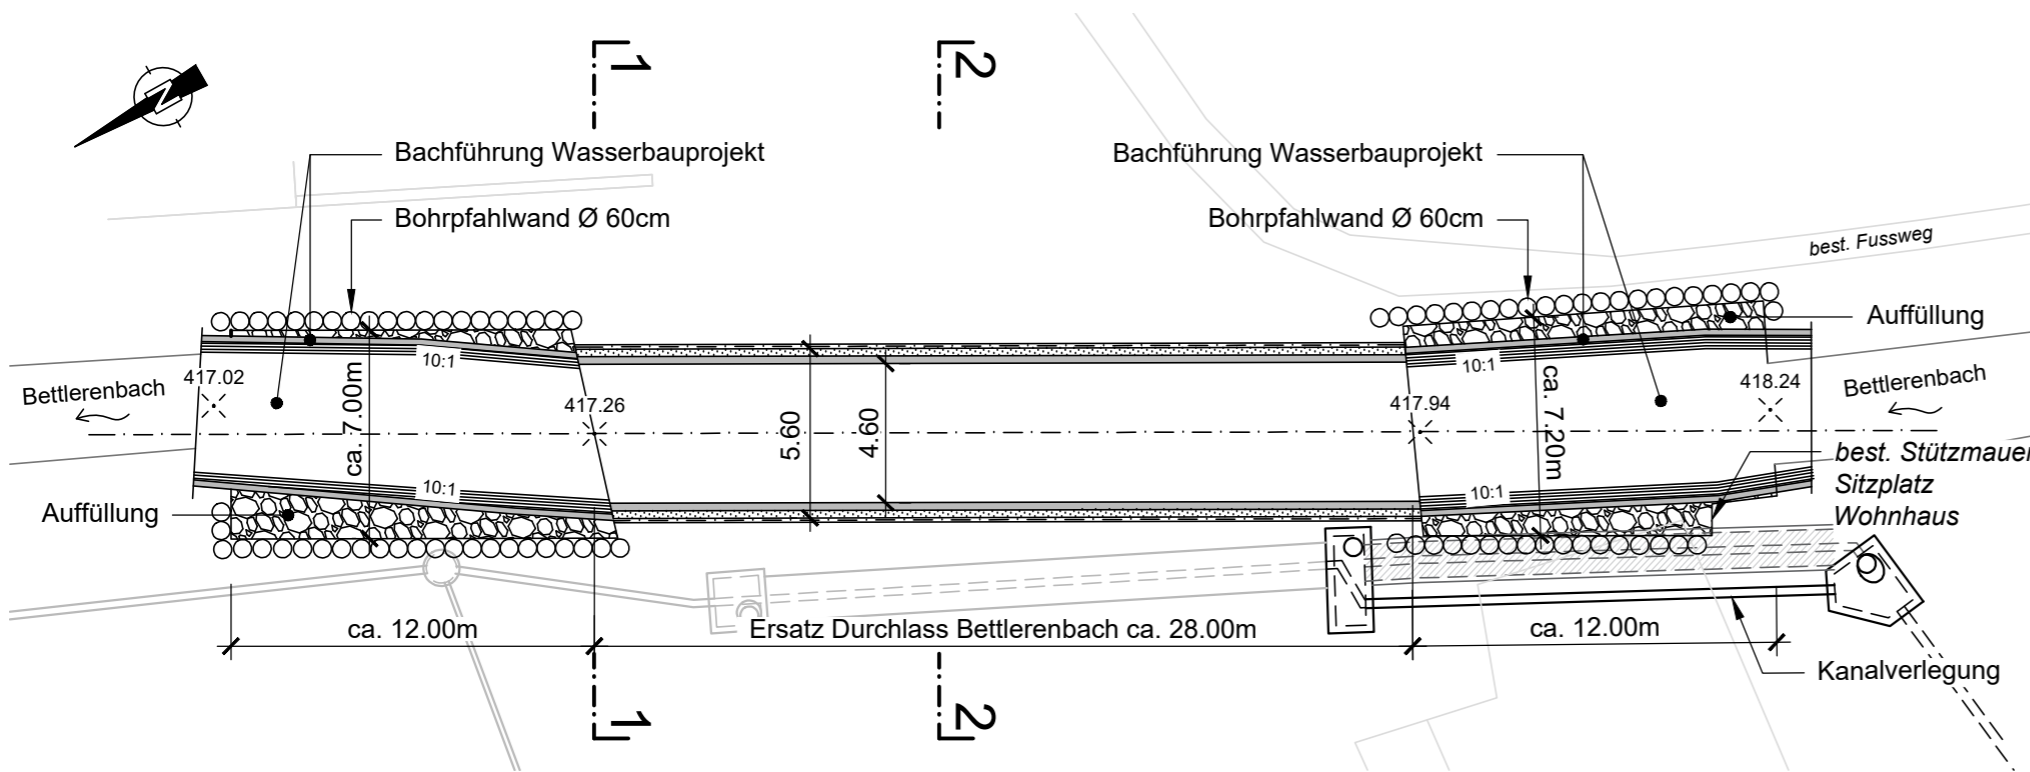 1
2
N
Bachführung Wasserbauprojekt
Bachführung Wasserbauprojekt
Bohrpfahlwand Ø 60cm
Bohrpfahlwand Ø 60cm
best. Fussweg
Auffüllung
10:1
10:1
417.02
Bettlerenbach
ca. 7.00m
417.26
5.60
4.60
417.94
ca. 7.20m
418.24
Bettlerenbach
10:1
10:1
best. Stützmauer
Sitzplatz
Wohnhaus
Auffüllung
ca. 12.00m
Ersatz Durchlass Bettlerenbach ca. 28.00m
ca. 12.00m
Kanalverlegung
1
2